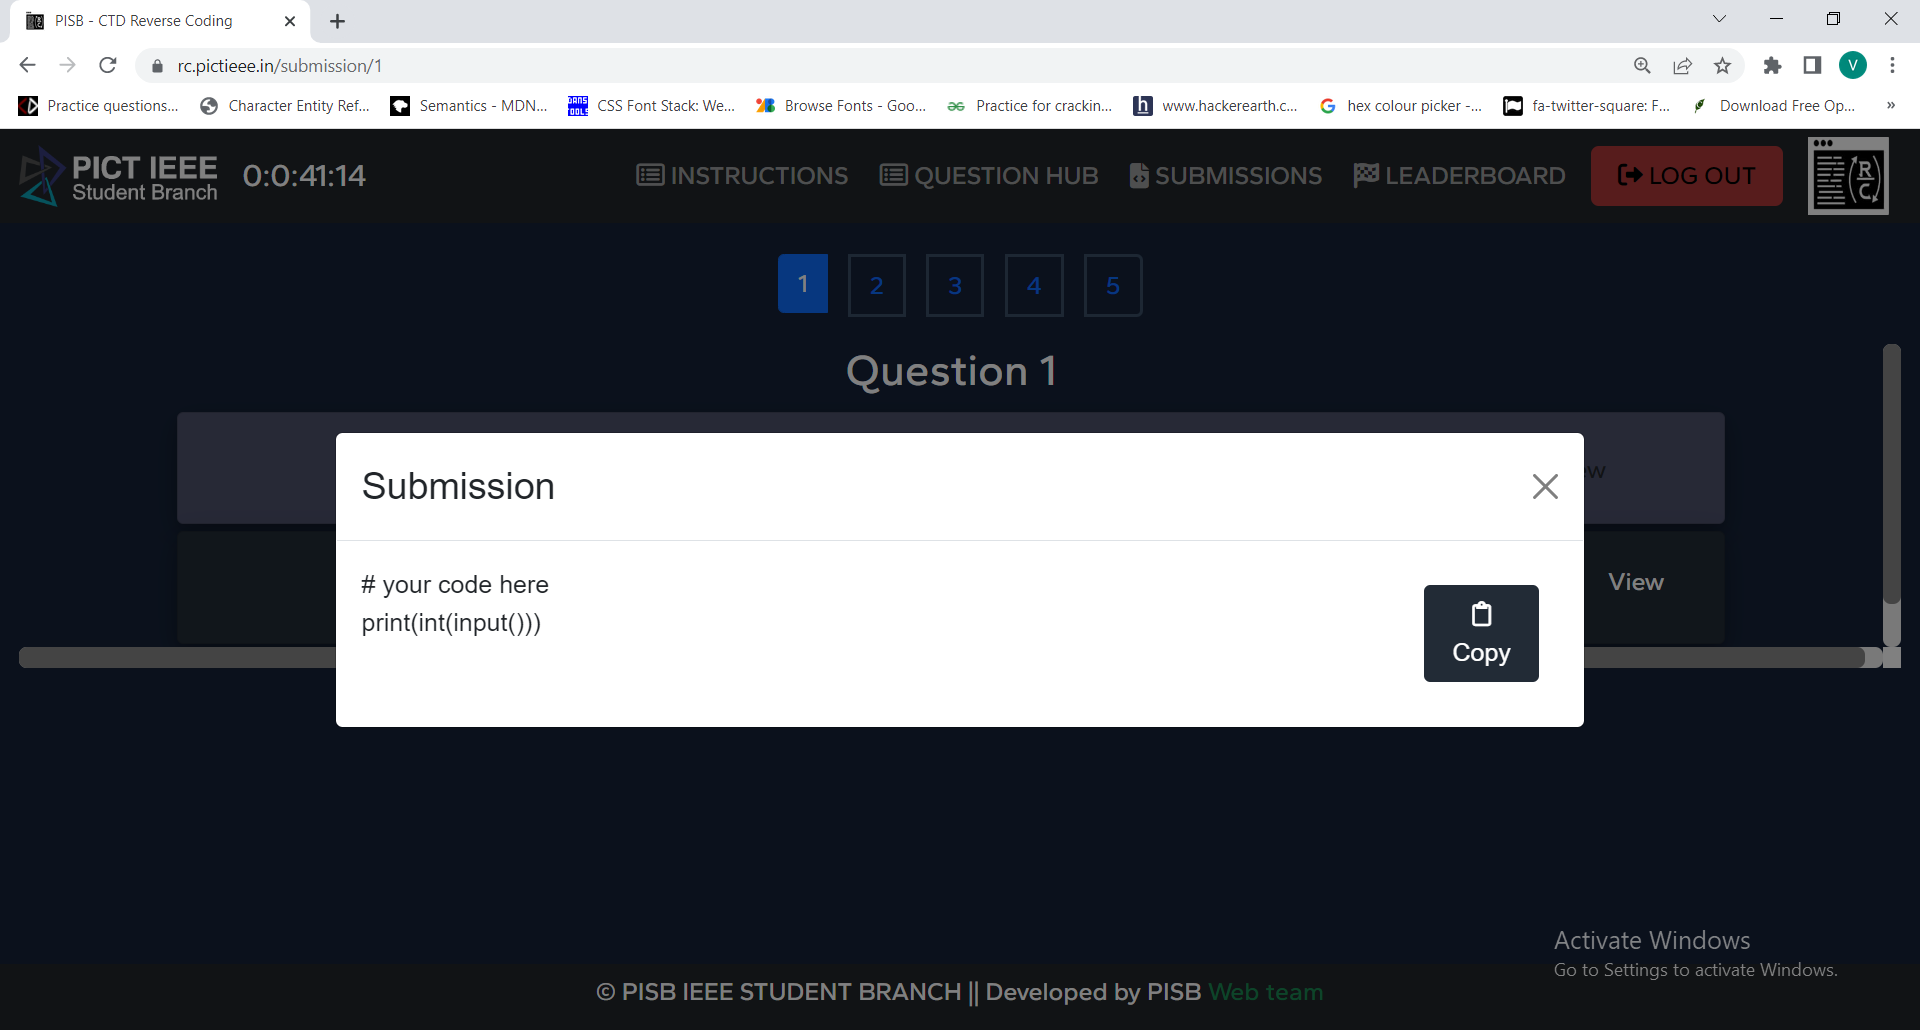 PISB - CTD Reverse Coding
rc.pictieee.in/submission/1
V
Practice questions...
Character Entity Ref...
Semantics - MDN...
CSS Font Stack: We...
Browse Fonts - Goo...
Practice for crackin...
www.hackerearth.c...
hex colour picker -...
fa-twitter-square: F...
Download Free Op...
»
PICT IEEE
Student Branch
0:0:41:14
INSTRUCTIONS
QUESTION HUB
SUBMISSIONS
LEADERBOARD
LOG OUT
R
C
1
2
3
4
5
Question 1
Submission
# your code here
print(int(input()))
Copy
View
Activate Windows
Go to Settings to activate Windows.
© PISB IEEE STUDENT BRANCH || Developed by PISB Web team